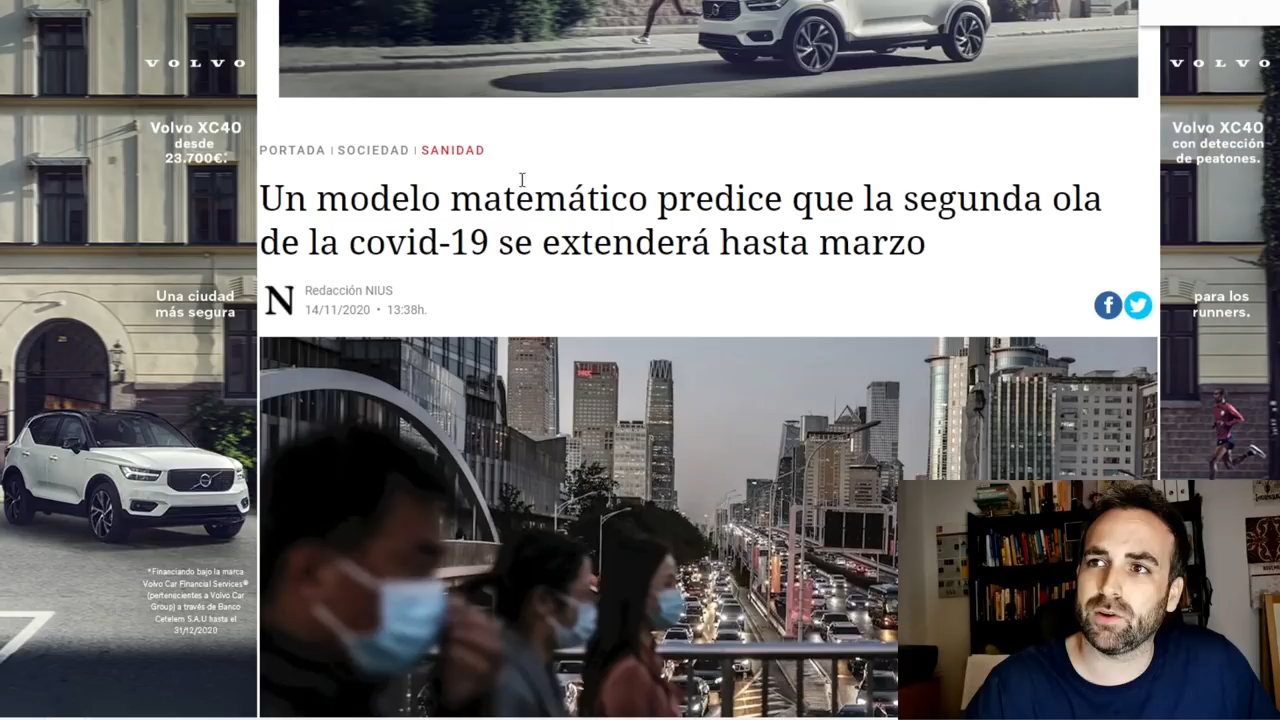 VOLVO
Volvo XC40
desde
23.700€.*
Una ciudad
más segura
*Financiando bajo la marca
Volvo Car Financial Services®
(pertenecientes a Volvo Car
Group) a través de Banco
Cetelem S.A.U hasta el
31/12/2020
PORTADA | SOCIEDAD | SANIDAD
Un modelo matemático predice que la segunda ola
de la covid-19 se extenderá hasta marzo
N
Redacción NIUS
14/11/2020 • 13:38h.
VOLVO
Volvo XC40
con detección
de peatones.
para los
runners.